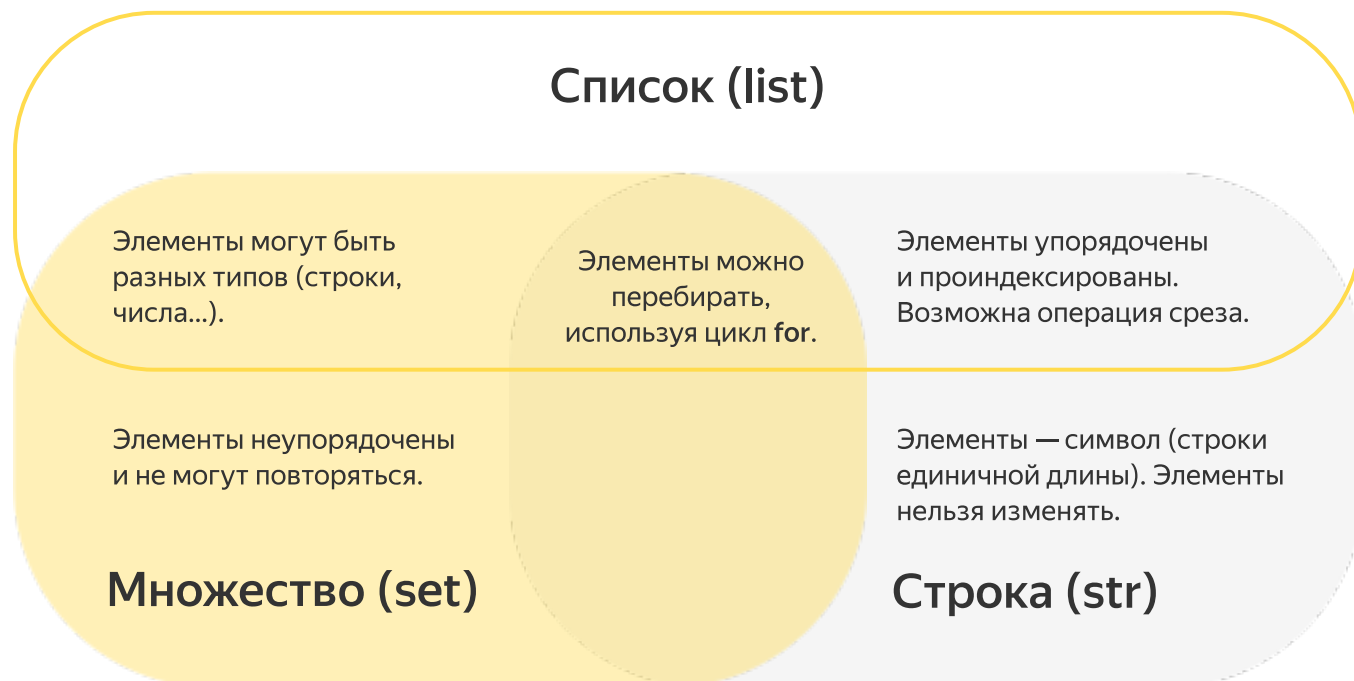 Список (list)
Элементы могут быть
разных типов (строки,
числа...).
Элементы можно
перебирать,
используя цикл for.
Элементы упорядочены
и проиндексированы.
Возможна операция среза.
Элементы неупорядочены
и не могут повторяться.
Элементы — символ (строки
единичной длины). Элементы
нельзя изменять.
Множество (set)
Строка (str)